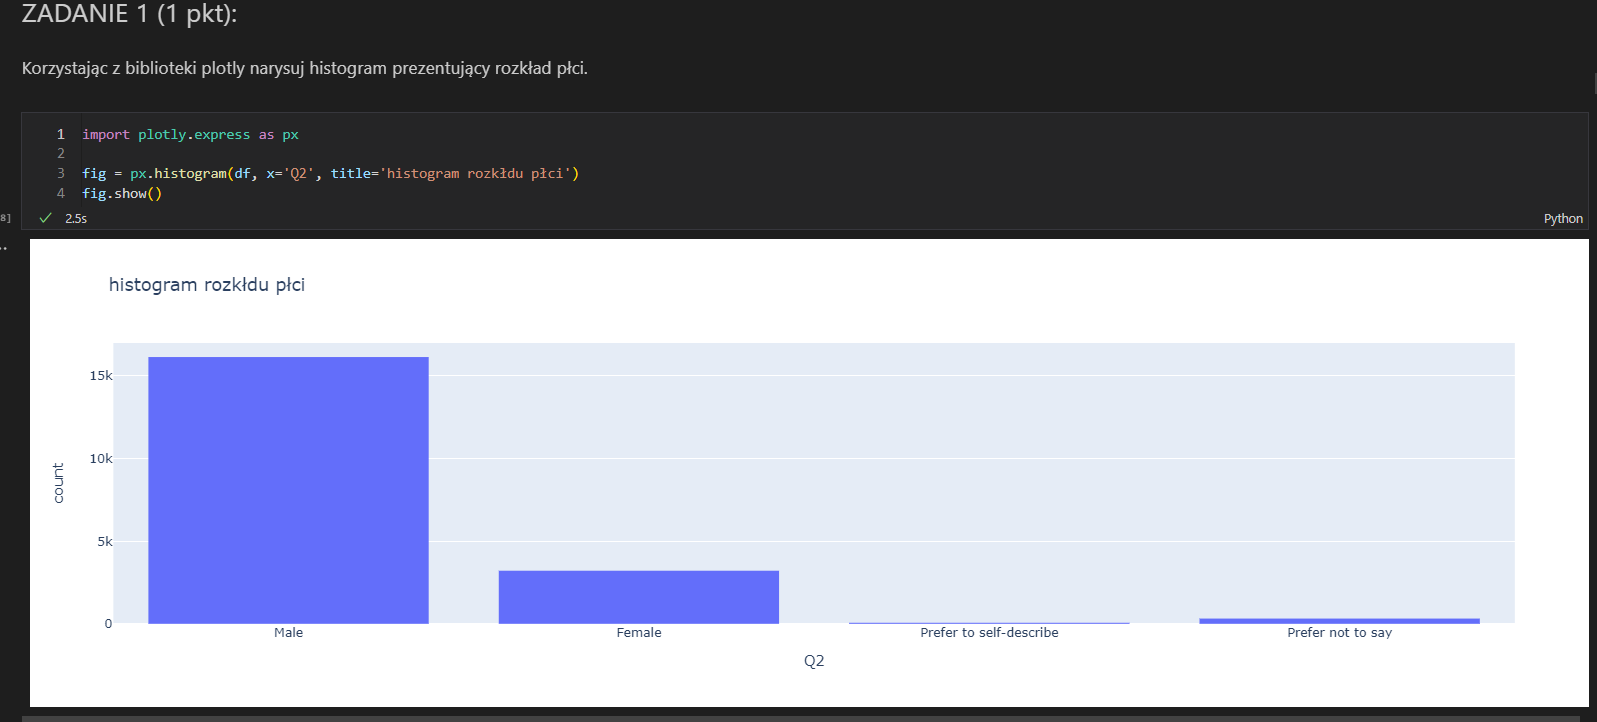 ZADANIE 1 (1 pkt):
Korzystając z biblioteki plotly narysuj histogram prezentujący rozkład płci.
1 import plotly.express as px
2
3 fig = px.histogram(df, x='Q2', title='histogram rozkłdu płci')
4 fig.show()
8]
2.5s
Python
histogram rozkłdu płci
15k
10k
5k
0
count
Male Female Prefer to self-describe Prefer not to say
Q2